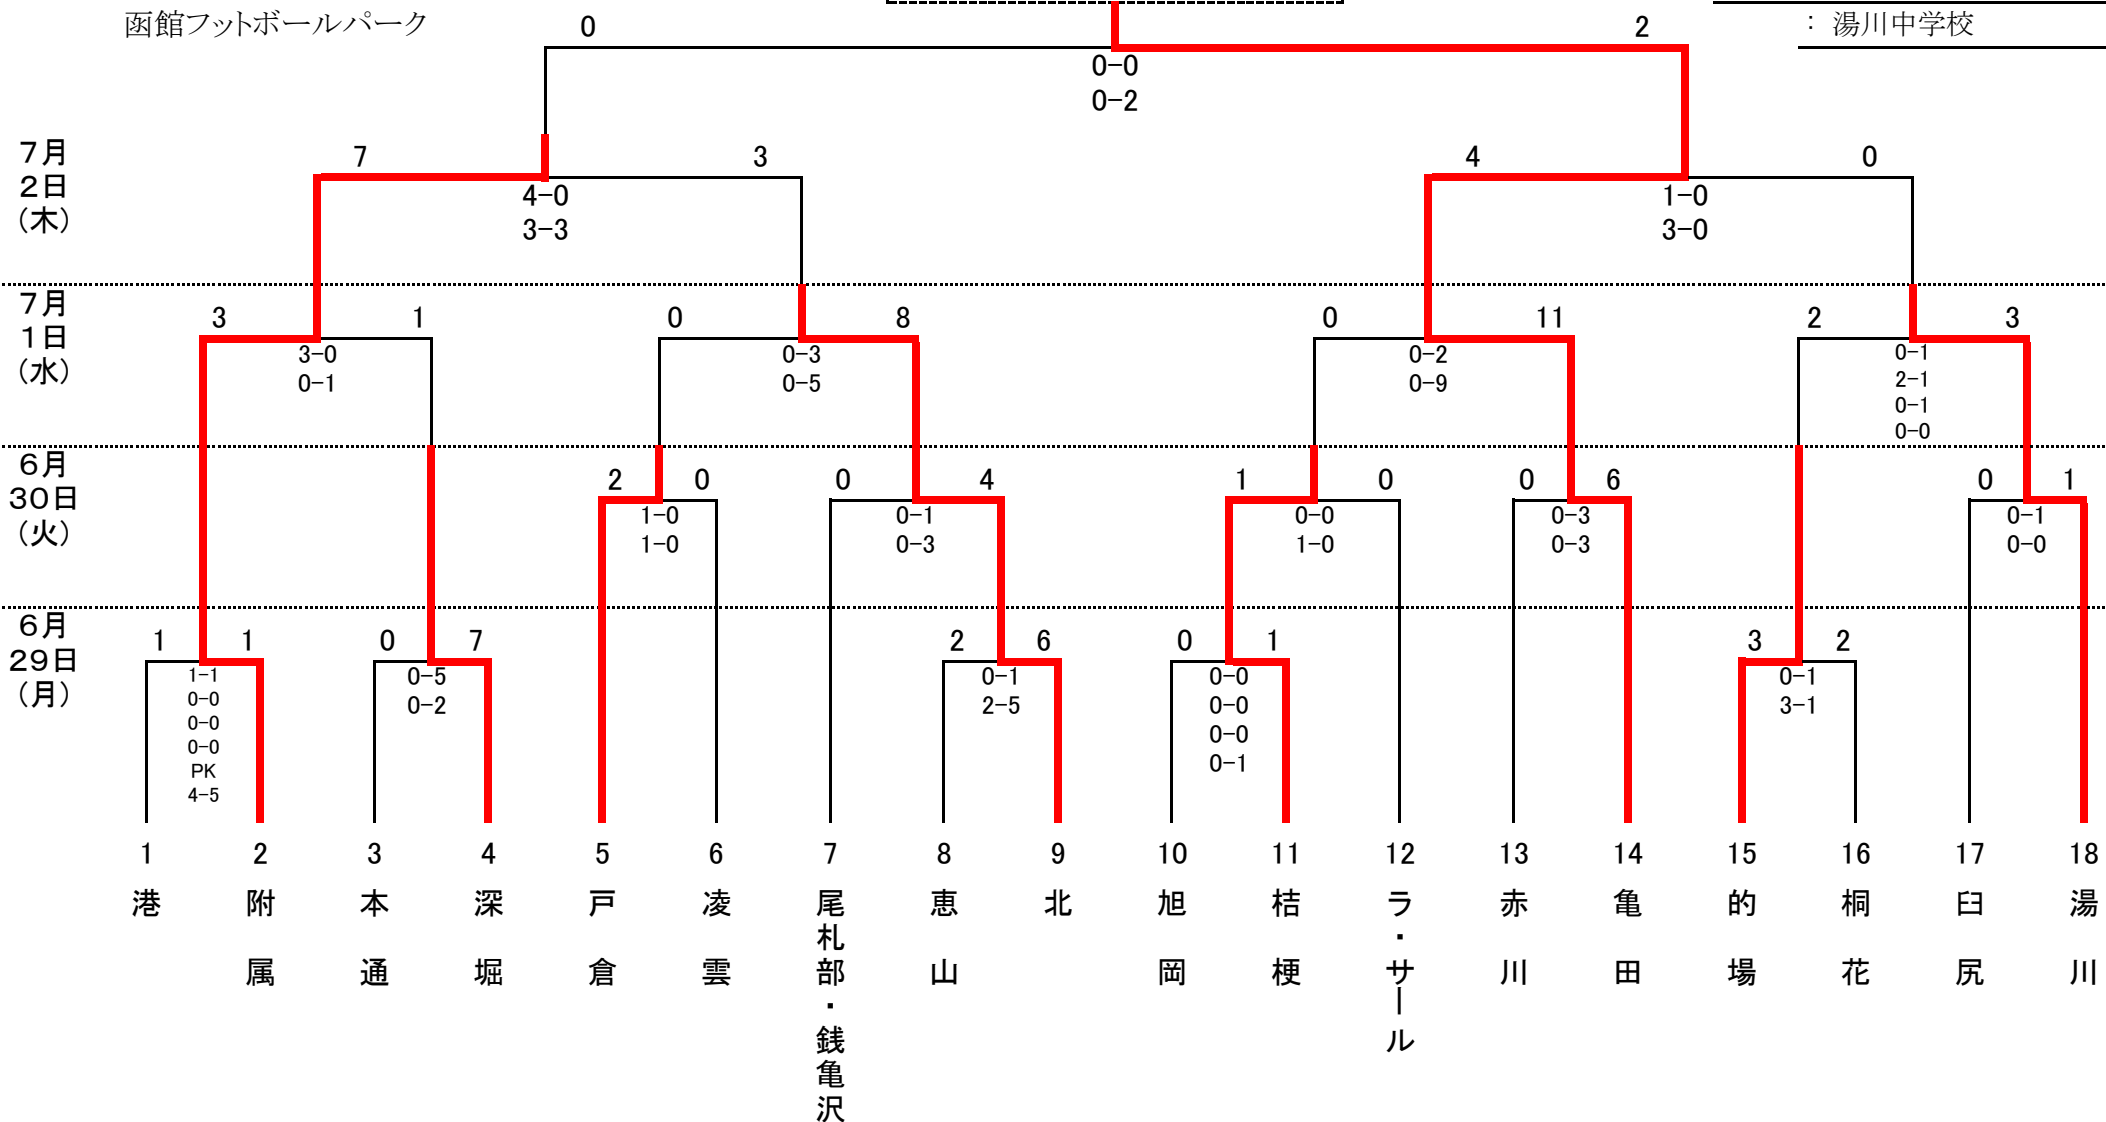 函館フットボールパーク
: 湯川中学校
0 2
0-0
0-2
7月
2日
(木)
7 3 4 0
4-0 1-0
3-3 3-0
7月
1日
(水)
3 1 0 8 0 11 2 3
3-0 0-3 0-2 0-1
0-1 0-5 0-9 2-1
0-1
0-0
6月
30日
(火)
2 0 0 4 1 0 0 6 0 1
1-0 0-1 0-0 0-3 0-1
1-0 0-3 1-0 0-3 0-0
6月
29日
(月)
1 1 0 7 2 6 0 1 3 2
1-1 0-5 0-1 0-0 0-1
0-0 0-2 2-5 0-0 3-1
0-0 0-0
0-0 0-1
PK
4-5
1 2 3 4 5 6 7 8 9 10 11 12 13 14 15 16 17 18
港
附属
本通
深堀
戸倉
凌雲
尾札部・銭亀沢
恵山
北
旭岡
桔梗
ラ・サール
赤川
亀田
的場
桐花
臼尻
湯川